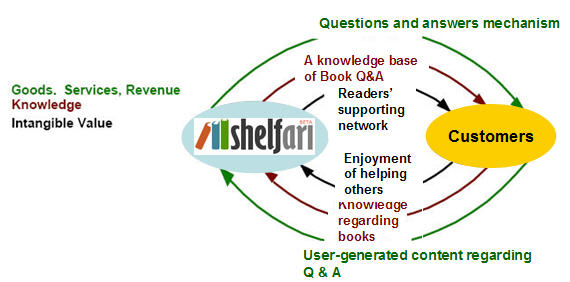 Questions and answers mechanism
A knowledge base
of Book Q&A
Goods. Services, Revenue
Knowledge
Intangible Value
Readers'
supporting
network
shelfari
BETA
Customers
Enjoyment
of helping
others
Knowledge
regarding
books
User-generated content regarding
Q & A